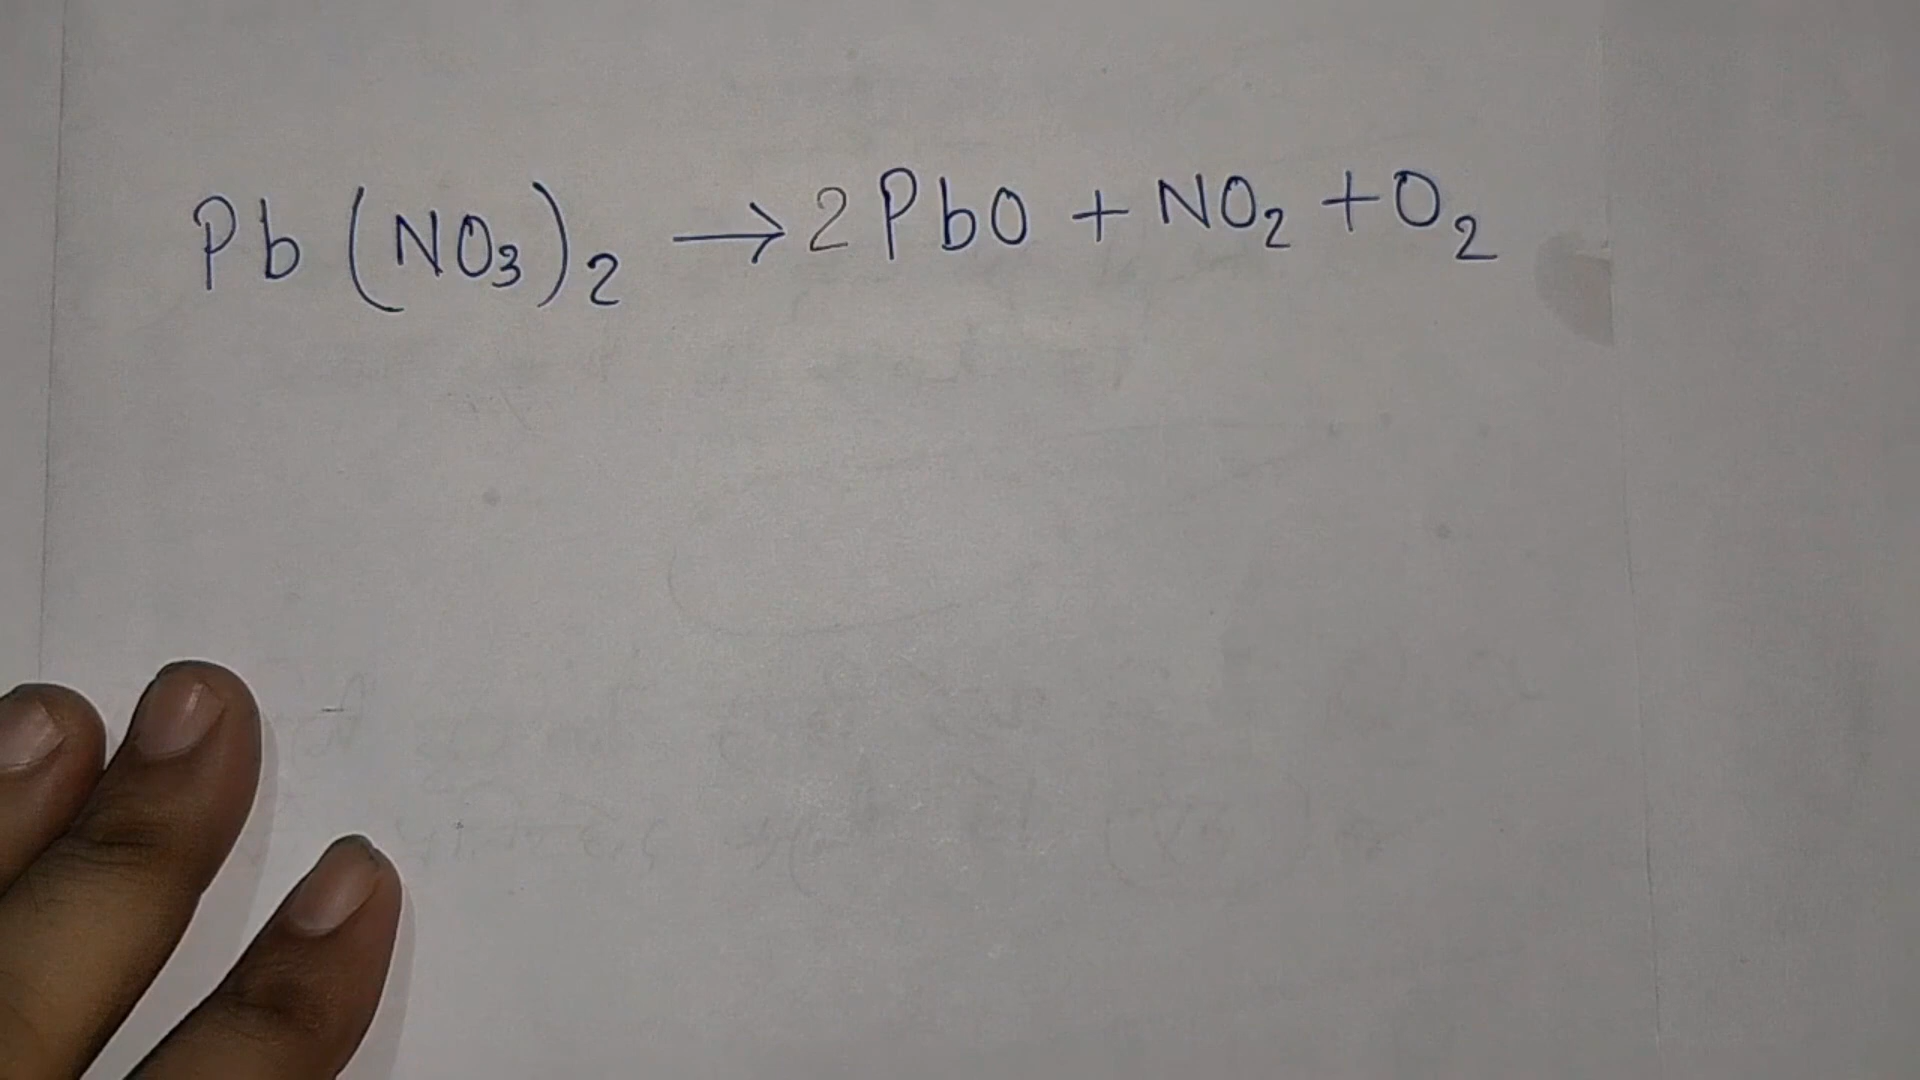 Pb(NO₃)₂ → 2PbO + NO₂ + O₂